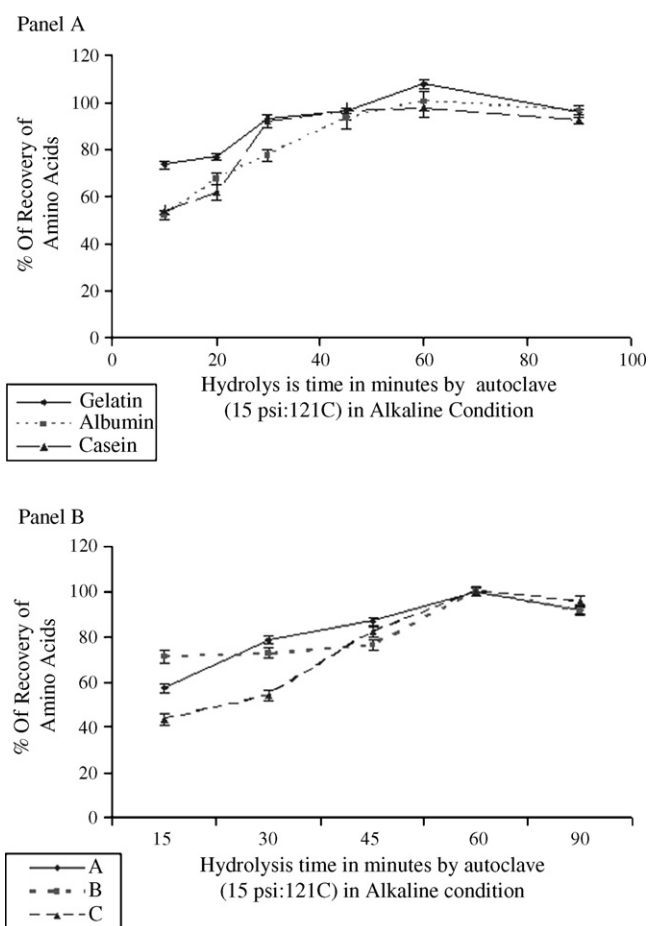 Panel A
120
100
80
60
40
20
0
% Of Recovery of
Amino Acids
0 20 40 60 80 100
Hydrolys is time in minutes by autoclave
(15 psi:121C) in Alkaline Condition
Gelatin
Albumin
Casein
Panel B
120
100
80
60
40
20
0
% Of Recovery of
Amino Acids
15 30 45 60 90
Hydrolysis time in minutes by autoclave
(15 psi:121C) in Alkaline condition
A
B
C